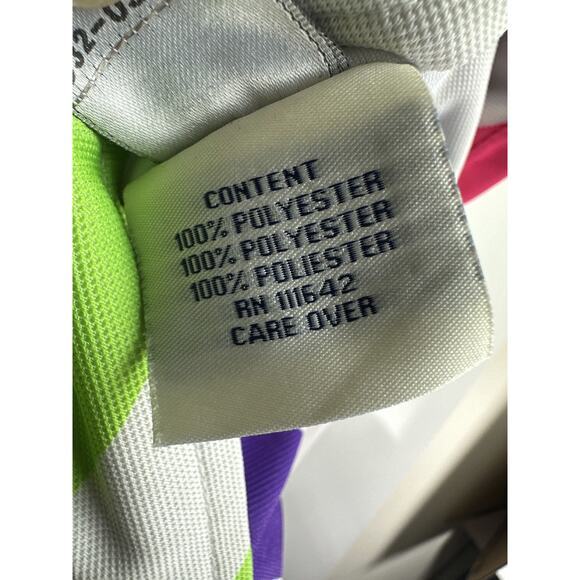 CONTENT
100% POLYESTER
100% POLYESTER
100% POLIESTER
RN 111642
CARE OVER